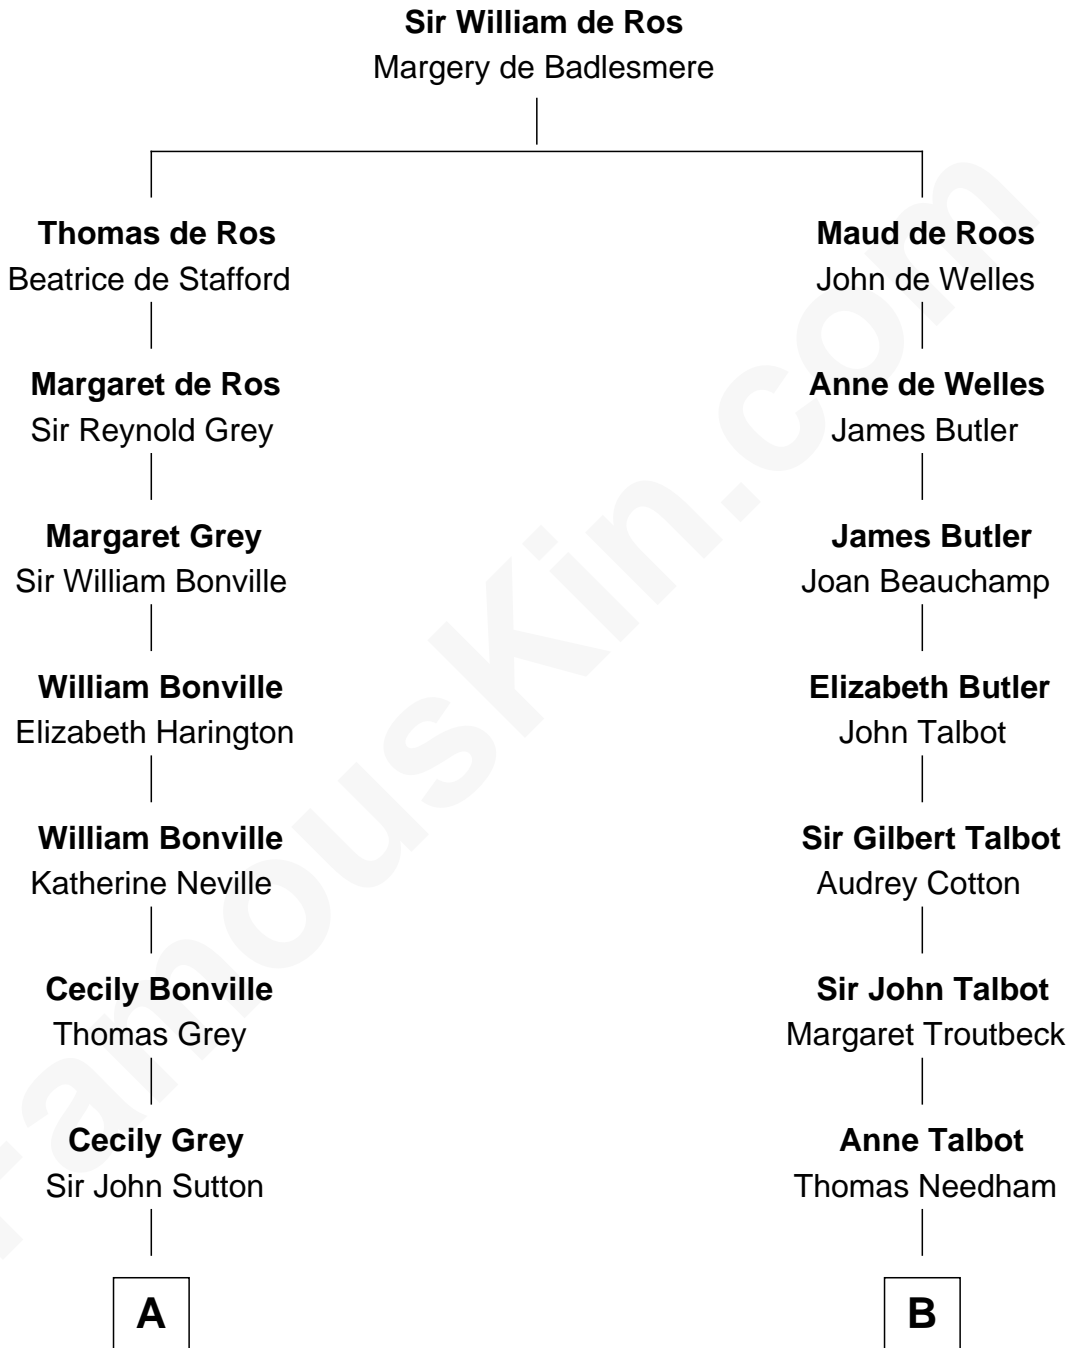 Sir William de Ros
Margery de Badlesmere
Thomas de Ros
Beatrice de Stafford
Maud de Roos
John de Welles
Margaret de Ros
Sir Reynold Grey
Anne de Welles
James Butler
Margaret Grey
Sir William Bonville
James Butler
Joan Beauchamp
William Bonville
Elizabeth Harington
Elizabeth Butler
John Talbot
William Bonville
Katherine Neville
Sir Gilbert Talbot
Audrey Cotton
Cecily Bonville
Thomas Grey
Sir John Talbot
Margaret Troutbeck
Cecily Grey
Sir John Sutton
Anne Talbot
Thomas Needham
A
B
FamousKin.com